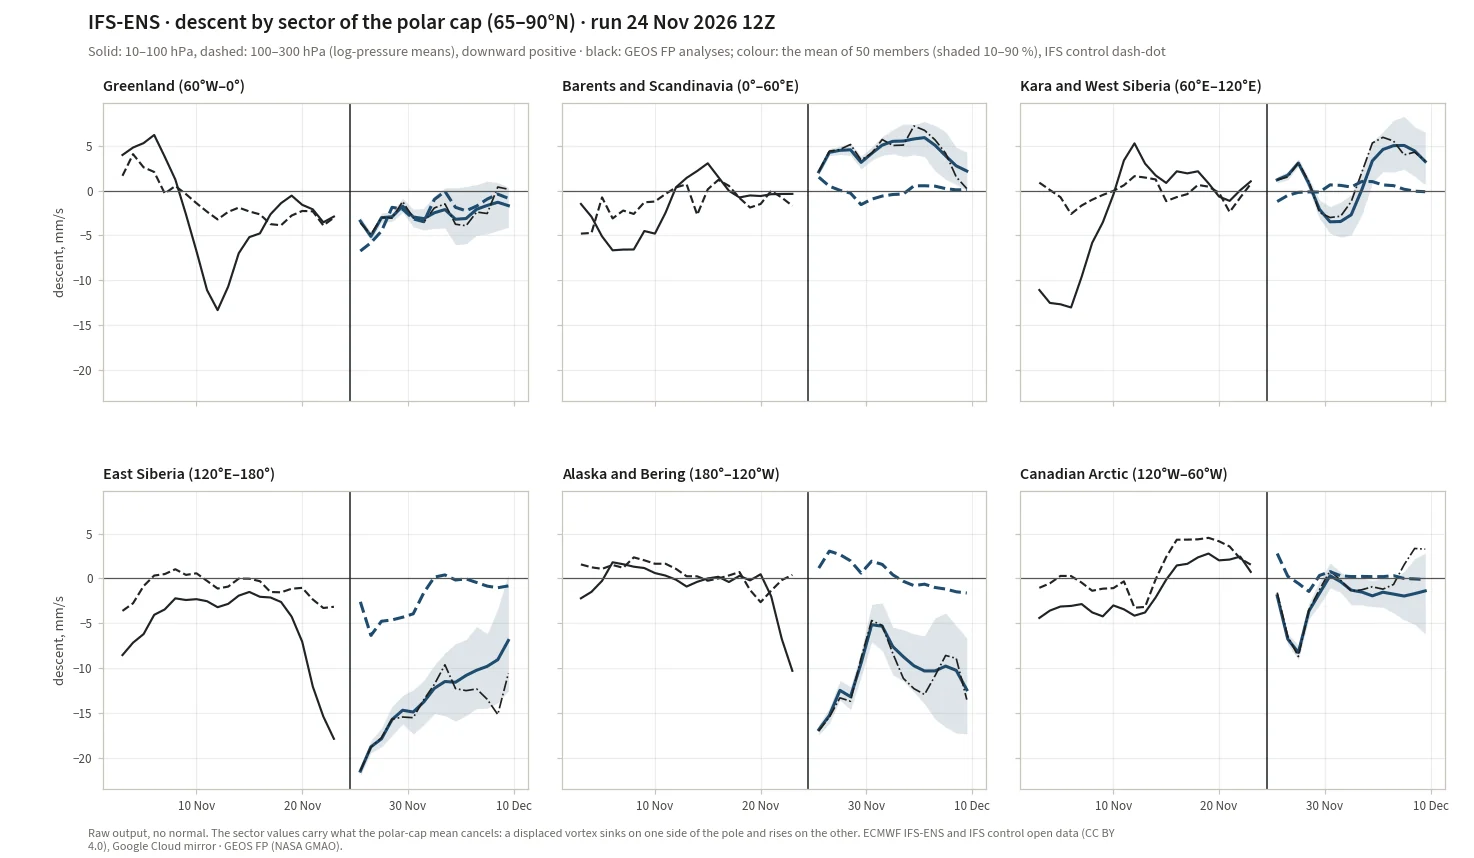 IFS-ENS · descent by sector of the polar cap (65–90°N) · run 24 Nov 2026 12Z
Solid: 10–100 hPa, dashed: 100–300 hPa (log-pressure means), downward positive · black: GEOS FP analyses; colour: the mean of 50 members (shaded 10–90 %), IFS control dash-dot
Greenland (60°W–0°)
Barents and Scandinavia (0°–60°E)
Kara and West Siberia (60°E–120°E)
descent, mm/s
5
0
−5
−10
−15
−20
East Siberia (120°E–180°)
Alaska and Bering (180°–120°W)
Canadian Arctic (120°W–60°W)
descent, mm/s
5
0
−5
−10
−15
−20
10 Nov 20 Nov 30 Nov 10 Dec
10 Nov 20 Nov 30 Nov 10 Dec
10 Nov 20 Nov 30 Nov 10 Dec
Raw output, no normal. The sector values carry what the polar-cap mean cancels: a displaced vortex sinks on one side of the pole and rises on the other. ECMWF IFS-ENS and IFS control open data (CC BY
4.0), Google Cloud mirror · GEOS FP (NASA GMAO).